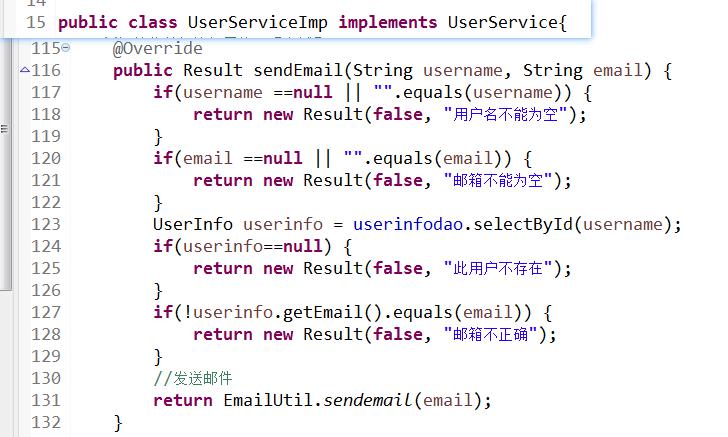 15 public class UserServiceImp implements UserService{
115 @Override
116 public Result sendEmail(String username, String email) {
117 if(username ==null || "".equals(username)) {
118 return new Result(false, "用户名不能为空");
119 }
120 if(email ==null || "".equals(email)) {
121 return new Result(false, "邮箱不能为空");
122 }
123 UserInfo userinfo = userinfodao.selectById(username);
124 if(userinfo==null) {
125 return new Result(false, "此用户不存在");
126 }
127 if(!userinfo.getEmail().equals(email)) {
128 return new Result(false, "邮箱不正确");
129 }
130 //发送邮件
131 return EmailUtil.sendemail(email);
132 }